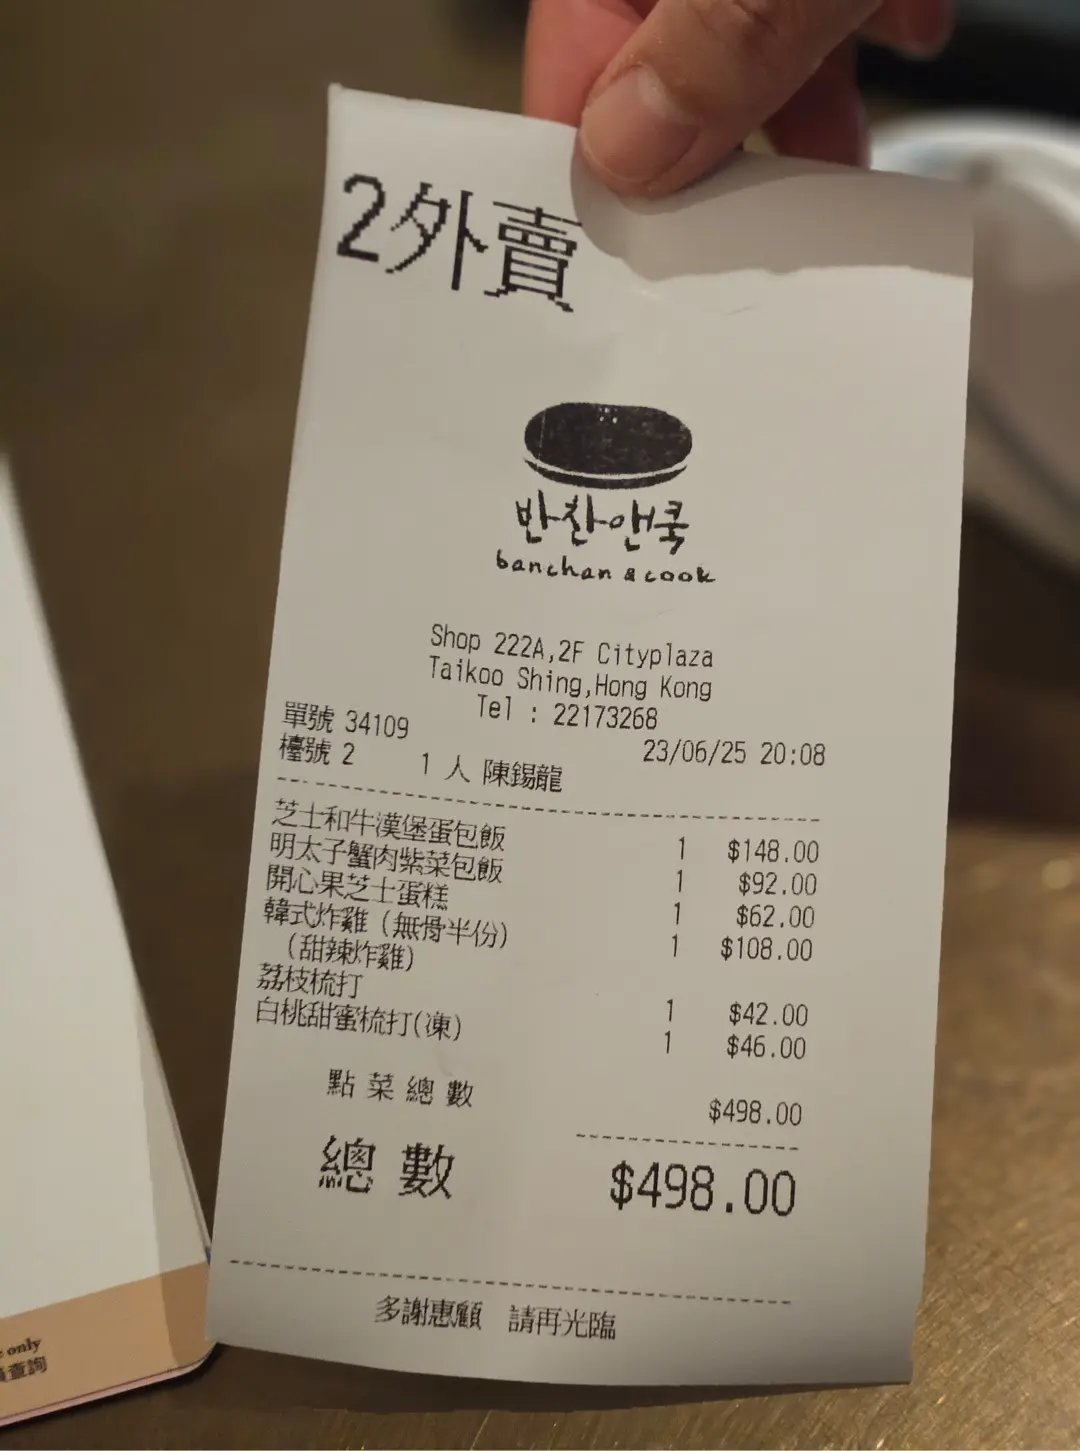 2外賣
반찬앤쿡
banchan & cook
Shop 222A,2F Cityplaza
Taikoo Shing,Hong Kong
Tel : 22173268
單號 34109
23/06/25 20:08
檯號 2 1 人 陳錫龍
芝士和牛漢堡蛋包飯 1 $148.00
明太子蟹肉紫菜包飯 1 $92.00
開心果芝士蛋糕 1 $62.00
韓式炸雞(無骨半份) 1 $108.00
(甜辣炸雞)
荔枝梳打 1 $42.00
白桃甜蜜梳打(凍) 1 $46.00
點菜總數 $498.00
總數 $498.00
多謝惠顧 請再光臨
only
查詢